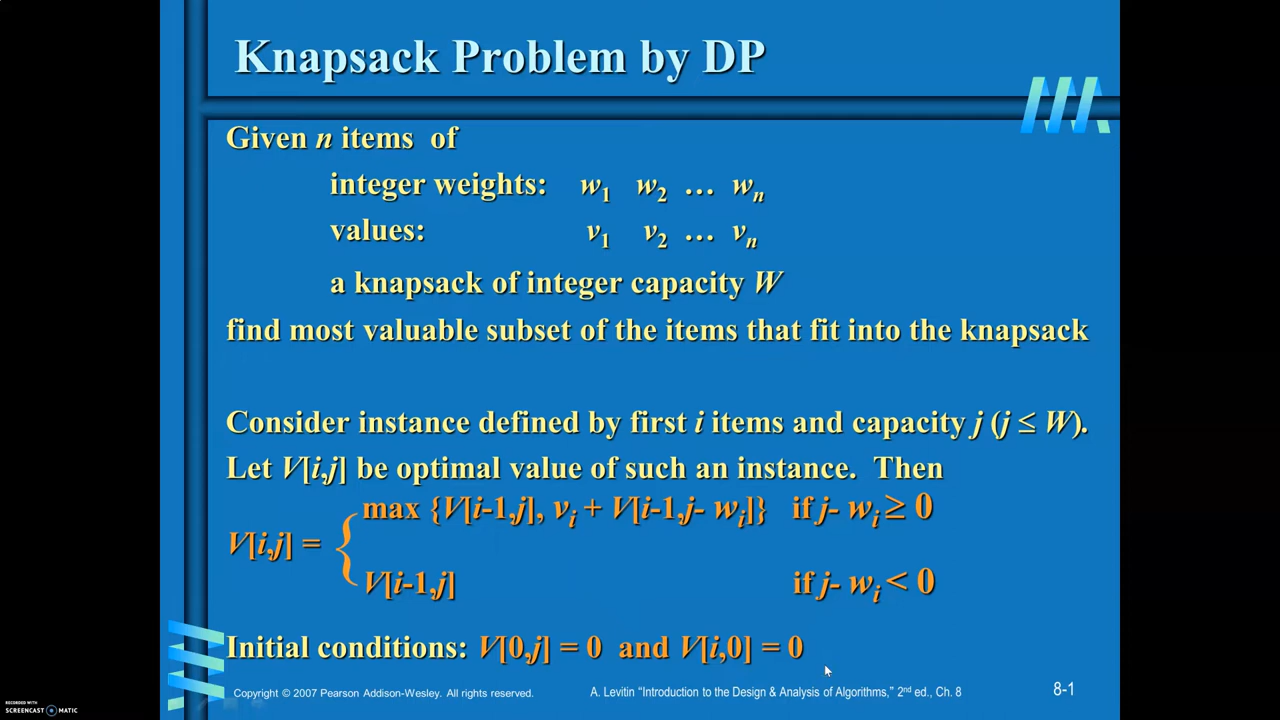 Knapsack Problem by DP
Given n items of
integer weights: w1 w2 … wn
values: v1 v2 … vn
a knapsack of integer capacity W
find most valuable subset of the items that fit into the knapsack
Consider instance defined by first i items and capacity j (j ≤ W).
Let V[i,j] be optimal value of such an instance. Then
max {V[i-1,j], vi + V[i-1,j- wi]} if j- wi ≥ 0
V[i,j] = {
V[i-1,j] if j- wi < 0
Initial conditions: V[0,j] = 0 and V[i,0] = 0
Copyright © 2007 Pearson Addison-Wesley. All rights reserved. A. Levitin “Introduction to the Design & Analysis of Algorithms,” 2nd ed., Ch. 8 8-1
RECORDED WITH
SCREENCAST MATIC